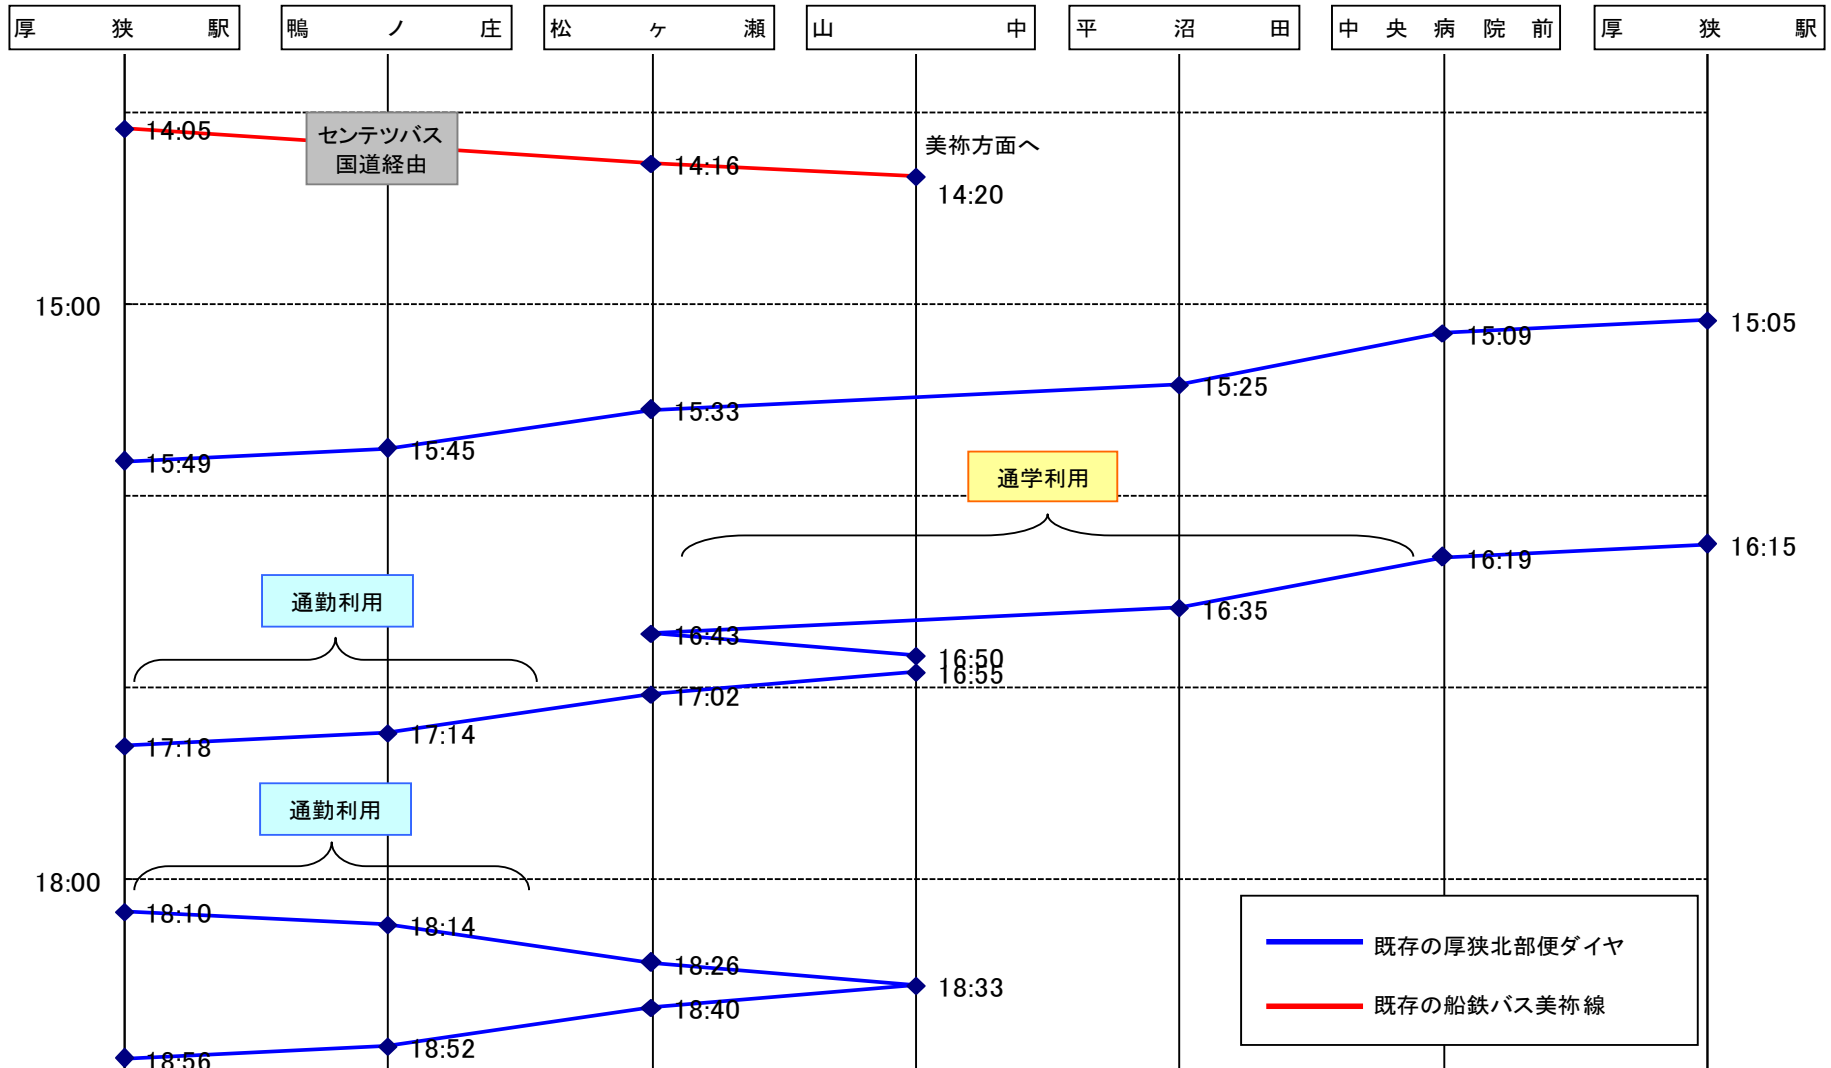 厚狭駅
鴨ノ庄
松ヶ瀬
山中
平沼田
中央病院前
厚狭駅
14:05
センテツバス
国道経由
14:16
美祢方面へ
14:20
15:00
15:05
15:09
15:25
15:33
15:45
15:49
通学利用
16:15
16:19
通勤利用
16:35
16:43
16:50
16:55
17:02
17:14
17:18
通勤利用
18:00
18:10
18:14
18:26
18:33
18:40
18:52
18:56
既存の厚狭北部便ダイヤ
既存の船鉄バス美祢線